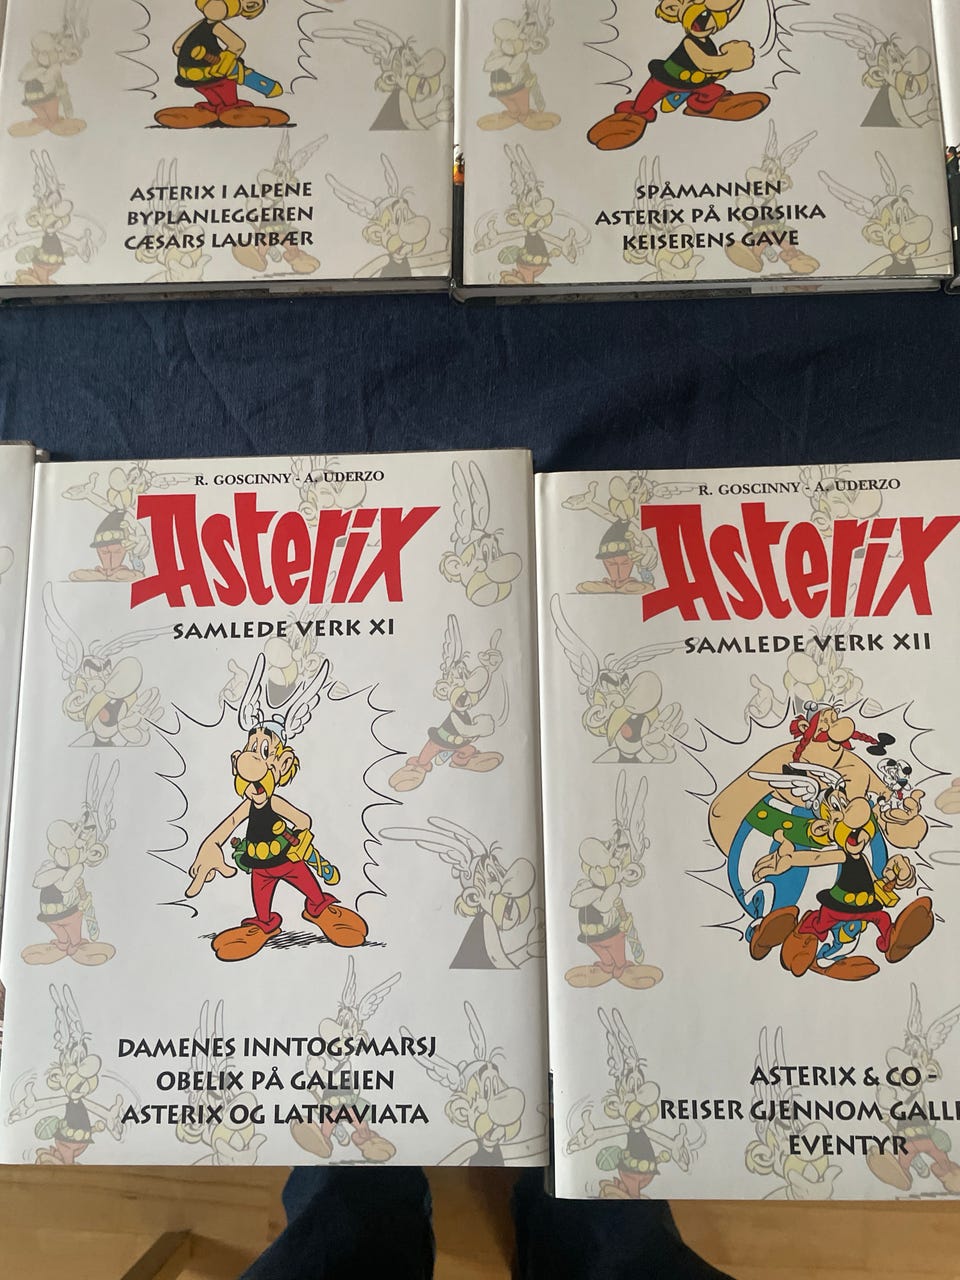 ASTERIX I ALPENE
BYPLANLEGGEREN
CÆSARS LAURBÆR
SPÅMANNEN
ASTERIX PÅ KORSIKA
KEISERENS GAVE
R. GOSCINNY - A. UDERZO
Asterix
SAMLEDE VERK XI
DAMENES INNTOGSMARSJ
OBELIX PÅ GALEIEN
ASTERIX OG LATRAVIATA
R. GOSCINNY - A. UDERZO
Asterix
SAMLEDE VERK XII
ASTERIX & CO -
REISER GJENNOM
EVENTYR